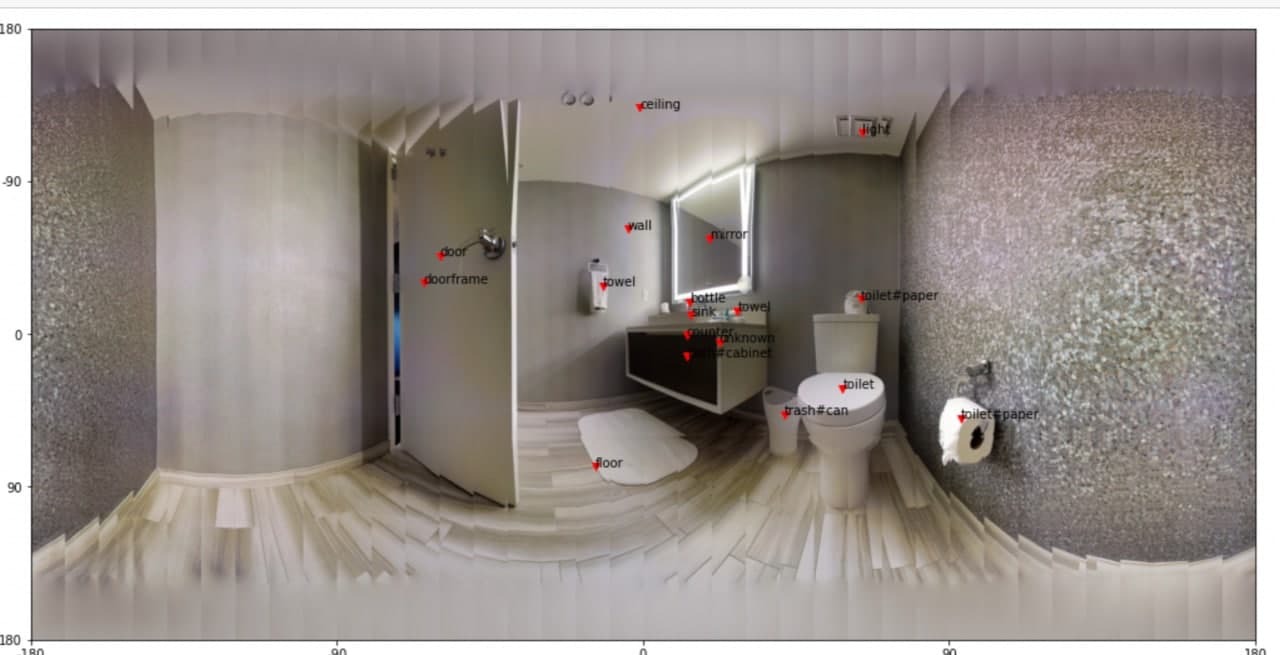 180
ceiling
light
-90
wall
mirror
door
doorframe
towel
bottle
toilet#paper
towel
sink
0
counter
unknown
#cabinet
toilet
trash#can
toilet#paper
floor
90
180
-180
-90
0
90
180